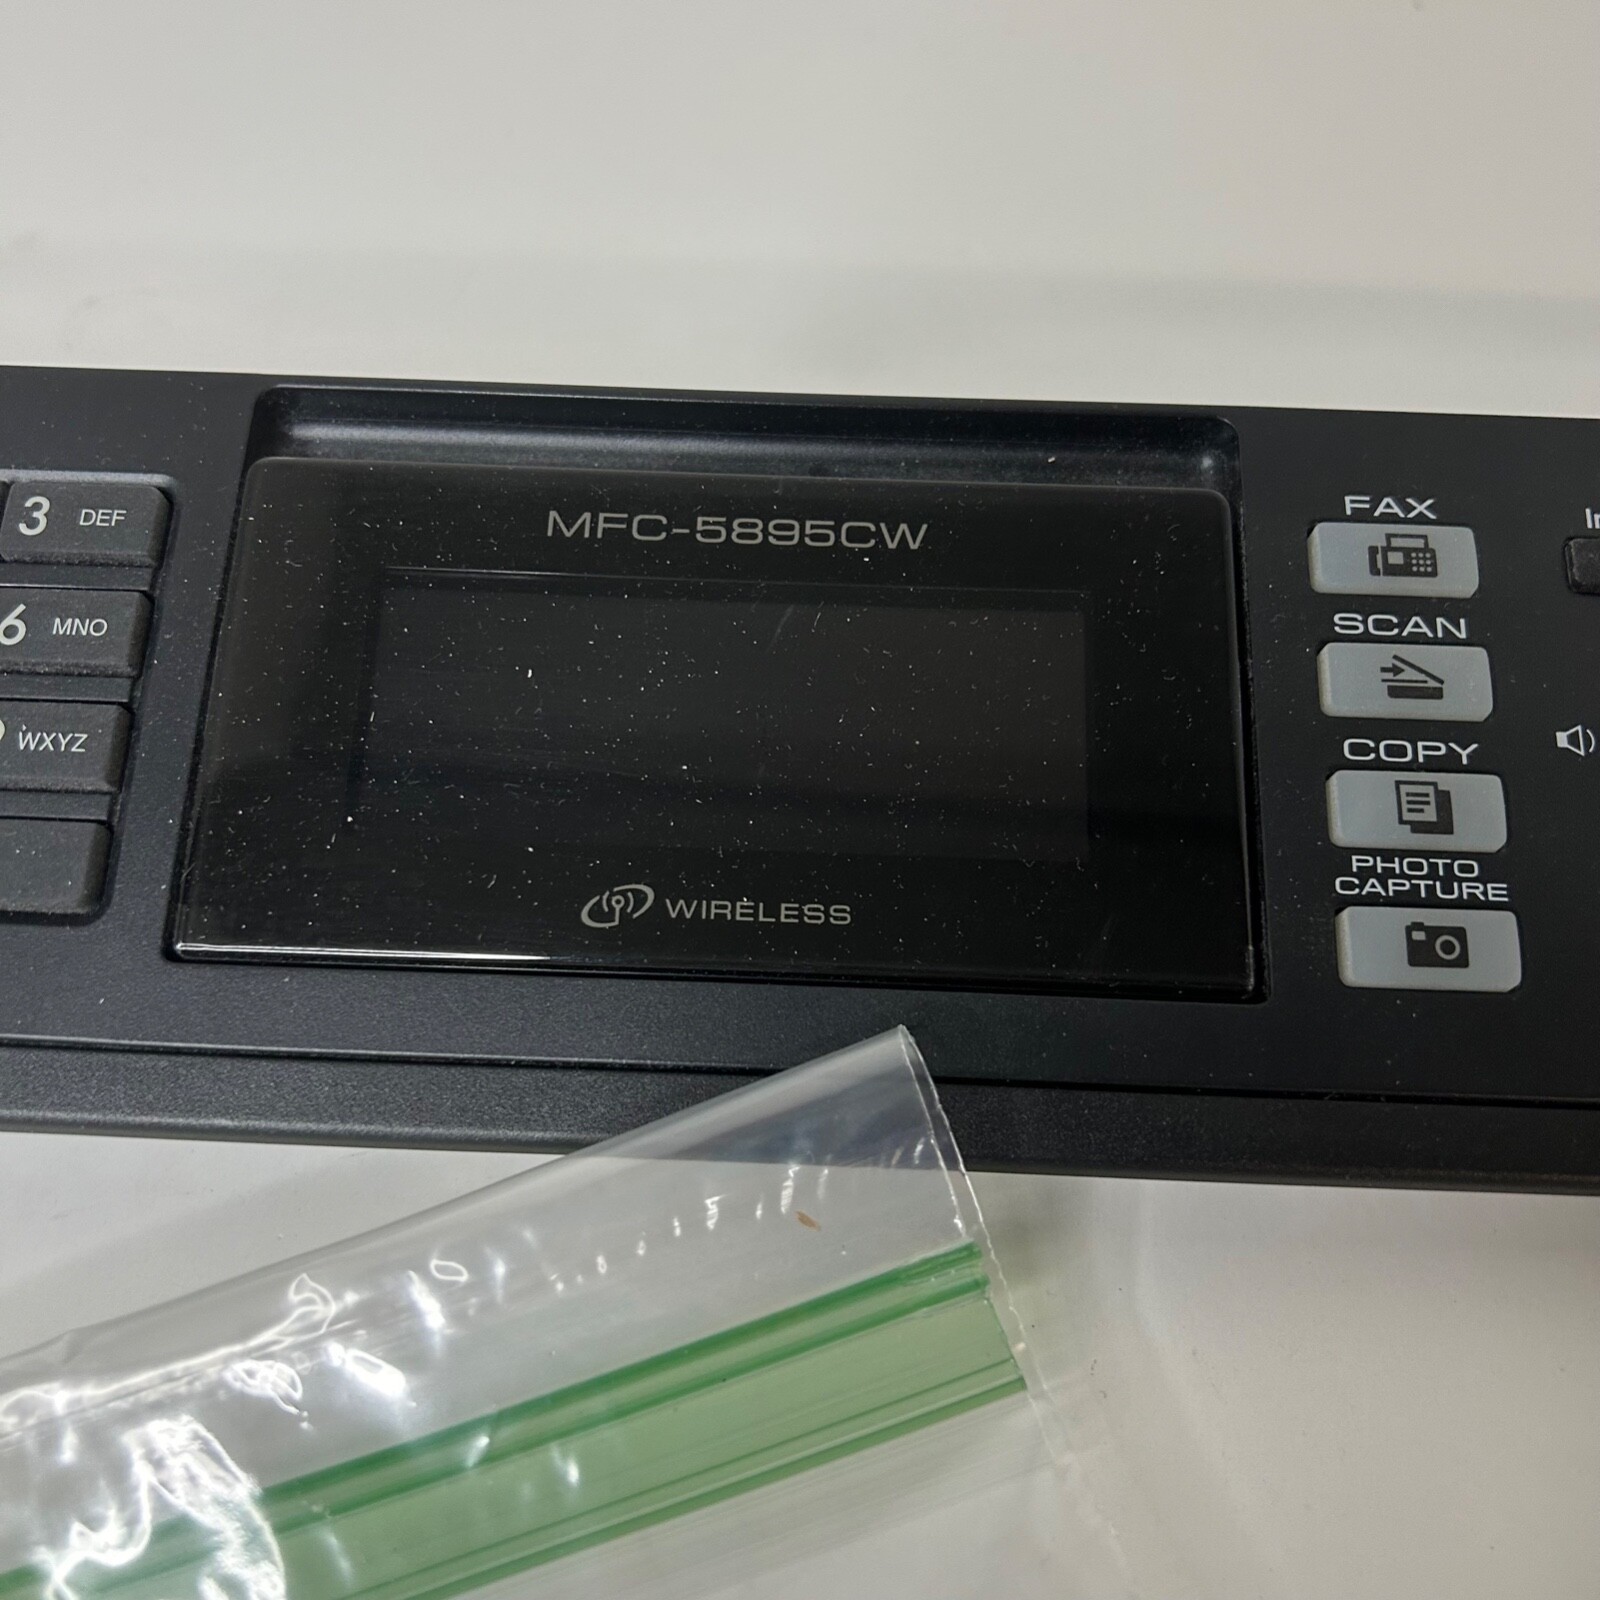 MFC-5895CW
3 DEF
6 MNO
WXYZ
WIRELESS
FAX
SCAN
COPY
PHOTO
CAPTURE